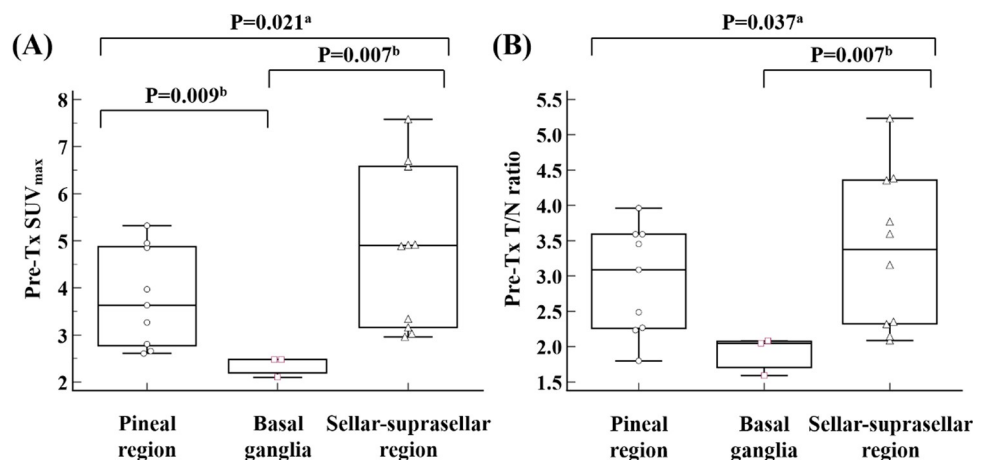 (A)
P=0.021ᵃ
P=0.007ᵇ
P=0.009ᵇ
Pre-Tx SUVmax
8
7
6
5
4
3
2
Pineal region
Basal ganglia
Sellar-suprasellar region
(B)
P=0.037ᵃ
P=0.007ᵇ
Pre-Tx T/N ratio
5.5
5.0
4.5
4.0
3.5
3.0
2.5
2.0
1.5
Pineal region
Basal ganglia
Sellar-suprasellar region